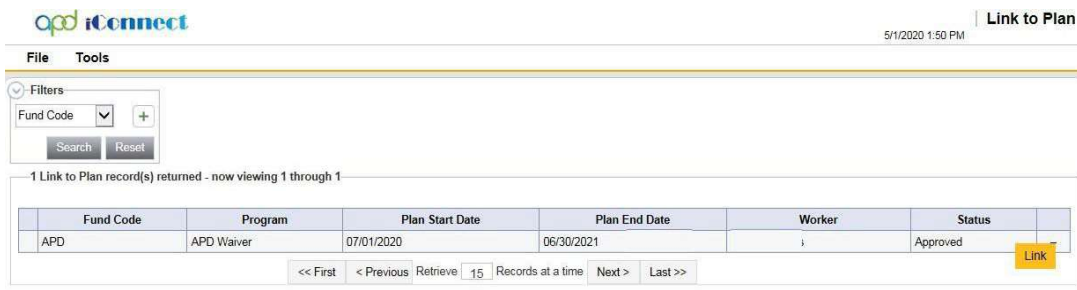 apd iConnect
Link to Plan
5/1/2020 1:50 PM
File Tools
Filters
Fund Code
Search Reset
1 Link to Plan record(s) returned - now viewing 1 through 1
Fund Code Program Plan Start Date Plan End Date Worker Status
APD APD Waiver 07/01/2020 06/30/2021 Approved
Link
<< First < Previous Retrieve 15 Records at a time Next > Last >>